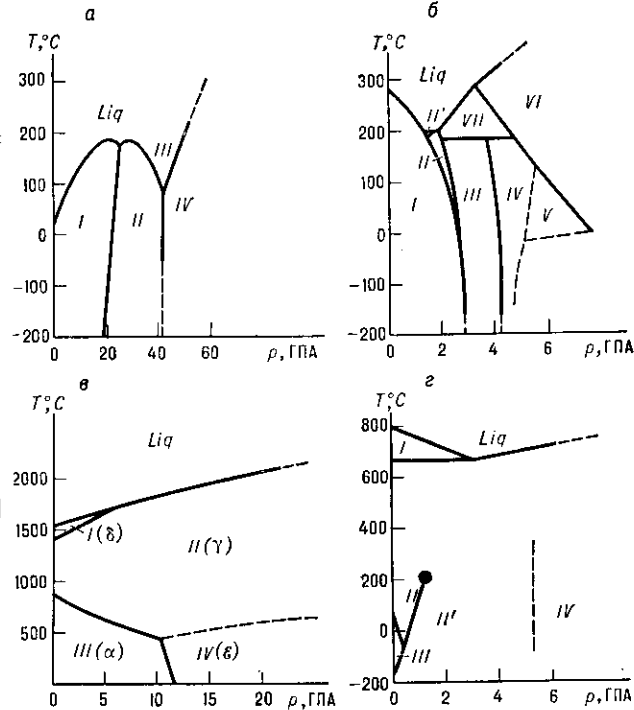 а
T,°C
300
200
100
0
-100
-200
Liq
I
II
III
IV
0
20
40
60
p, ГПА
б
T,°C
300
200
100
0
-100
-200
Liq
II'
VII
VI
II
I
III
IV
V
0
2
4
6
p, ГПА
в
T,°C
2000
1500
1000
500
Liq
I(δ)
II(γ)
III(α)
IV(ε)
0
5
10
15
20
p, ГПА
г
T,°C
800
600
400
200
0
-200
I
Liq
II
II'
III
IV
0
2
4
6
p, ГПА